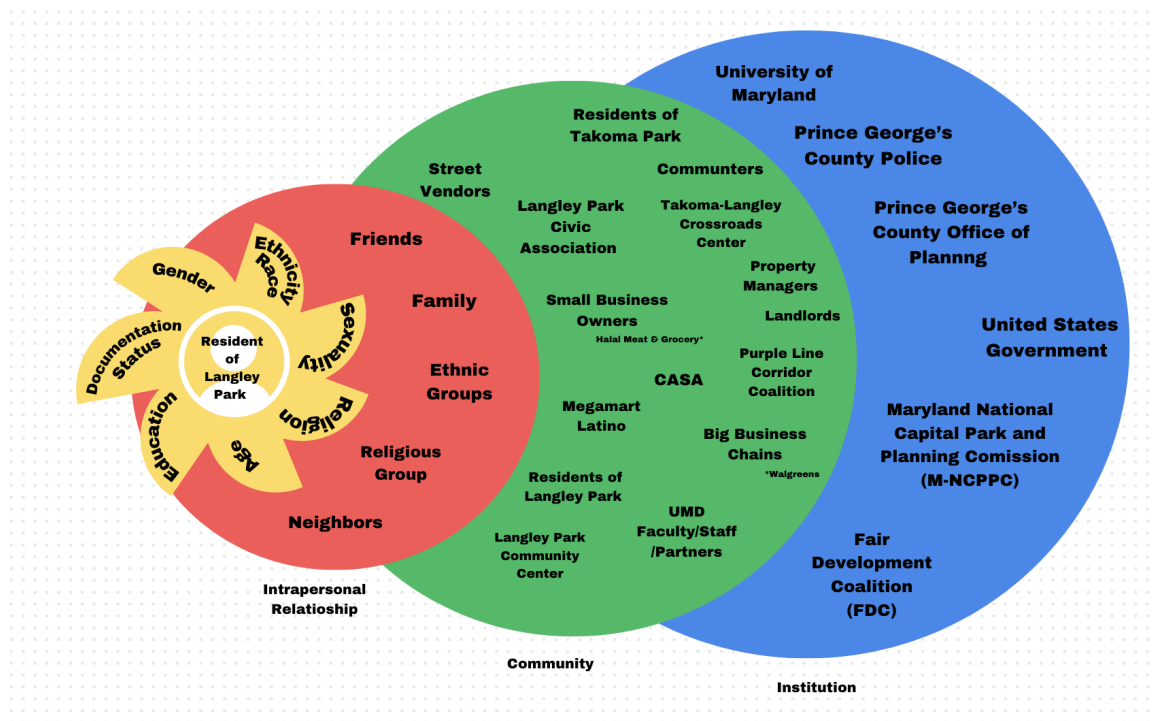 Resident
of
Langley
Park
Gender
Ethnicity
Race
Sexuality
Religion
Age
Education
Documentation
Status
Friends
Family
Ethnic
Groups
Religious
Group
Neighbors
Intrapersonal
Relatioship
Residents of
Takoma Park
Street
Vendors
Communters
Langley Park
Civic
Association
Takoma-Langley
Crossroads
Center
Property
Managers
Small Business
Owners
Halal Meat & Grocery*
Landlords
Purple Line
Corridor
Coalition
CASA
Megamart
Latino
Big Business
Chains
*Walgreens
Residents of
Langley Park
UMD
Faculty/Staff
/Partners
Langley Park
Community
Center
Community
University of
Maryland
Prince George’s
County Police
Prince George’s
County Office of
Plannng
United States
Government
Maryland National
Capital Park and
Planning Comission
(M-NCPPC)
Fair
Development
Coalition
(FDC)
Institution